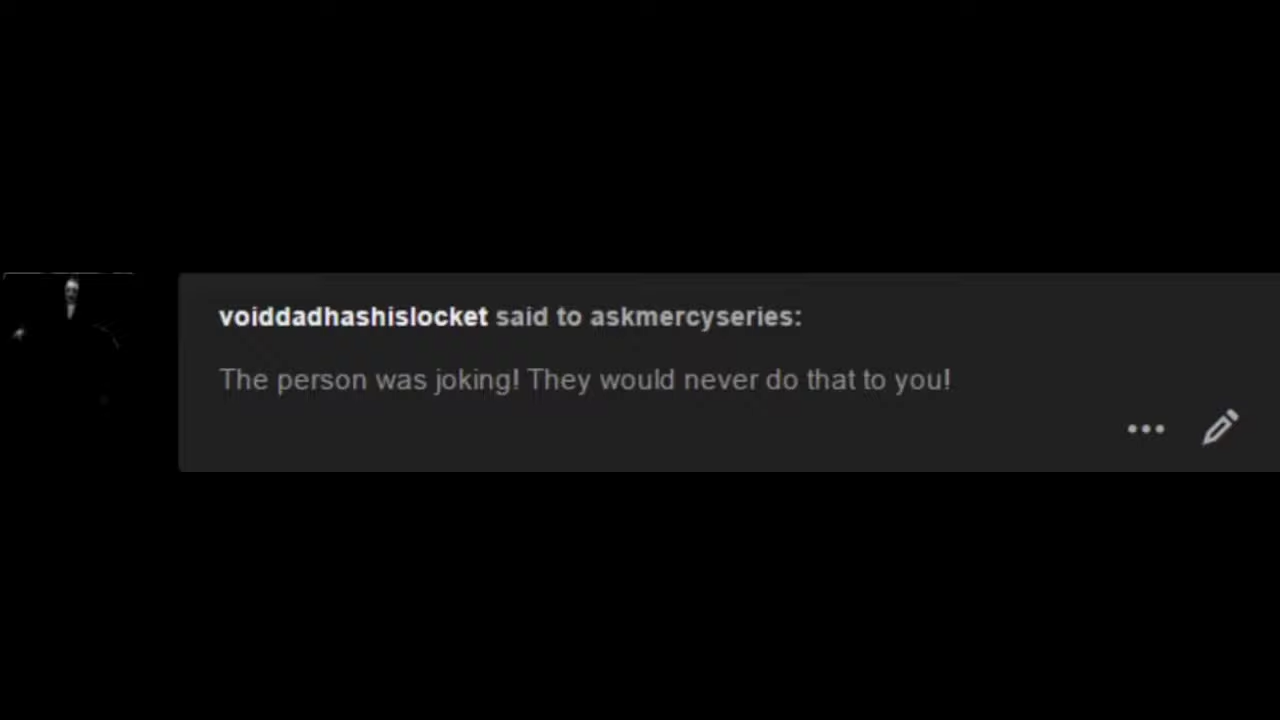 voiddadhashislocket said to askmercyseries:
The person was joking! They would never do that to you!